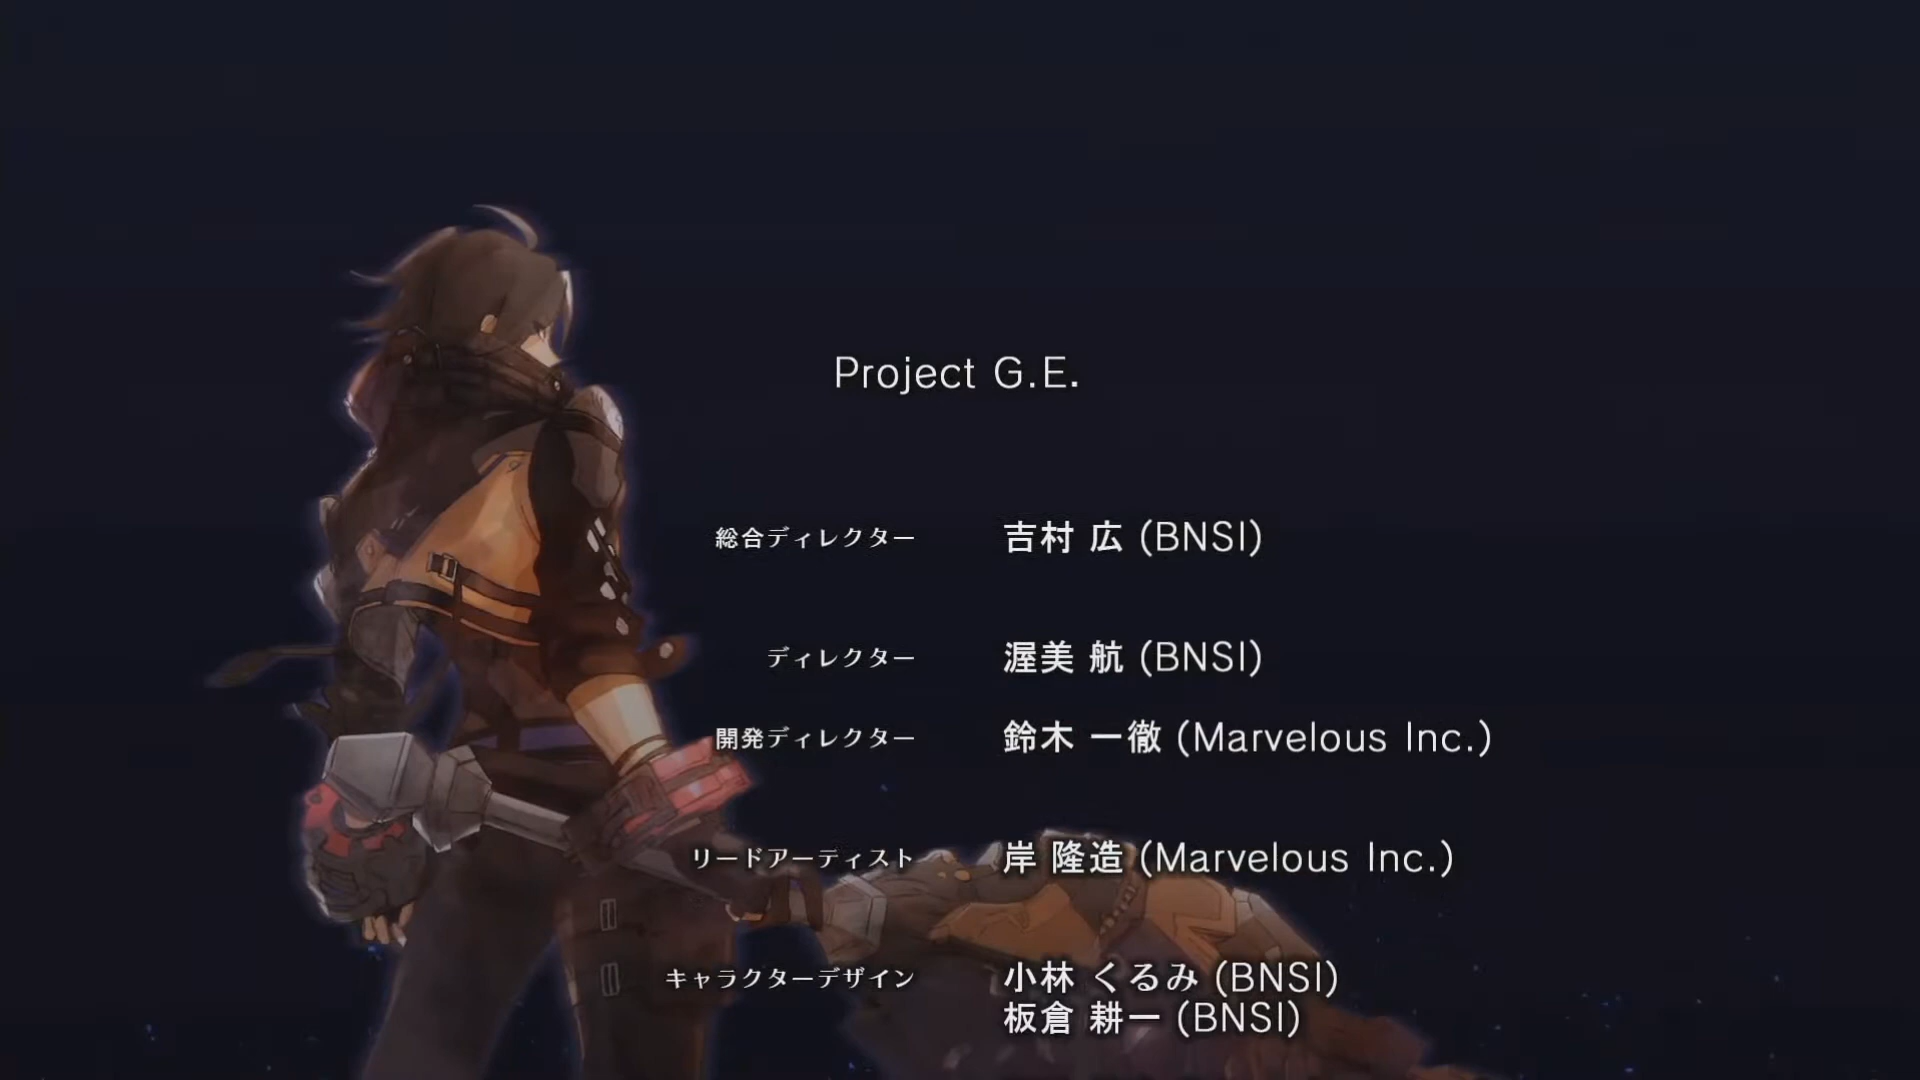 Project G.E.
総合ディレクター 吉村 広 (BNSI)
ディレクター 渥美 航 (BNSI)
開発ディレクター 鈴木 一徹 (Marvelous Inc.)
リードアーティスト 岸 隆造 (Marvelous Inc.)
キャラクターデザイン 小林 くるみ (BNSI)
板倉 耕一 (BNSI)